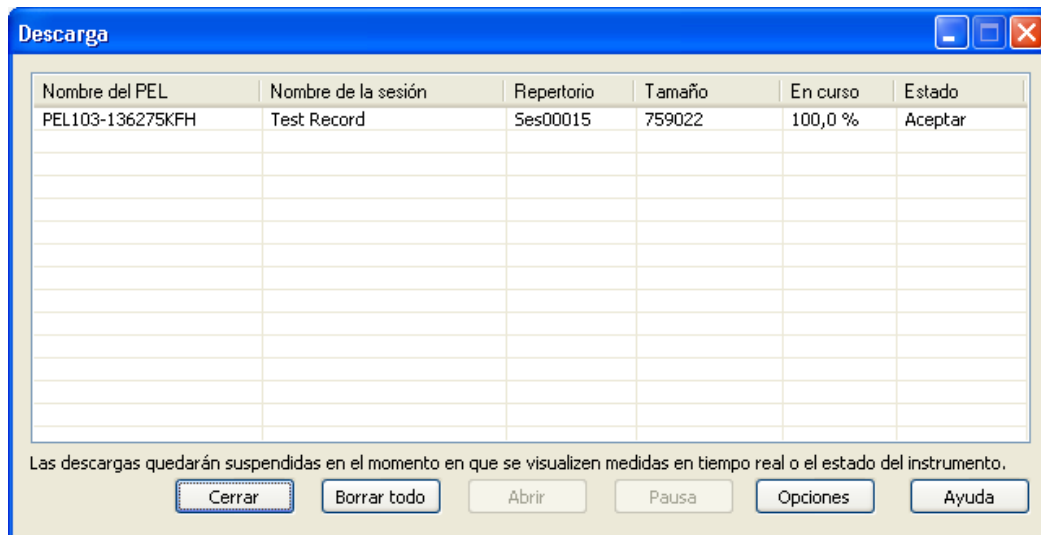 Descarga
Nombre del PEL Nombre de la sesión Repertorio Tamaño En curso Estado
PEL103-136275KFH Test Record Ses00015 759022 100,0 % Aceptar
Las descargas quedarán suspendidas en el momento en que se visualizen medidas en tiempo real o el estado del instrumento.
Cerrar Borrar todo Abrir Pausa Opciones Ayuda